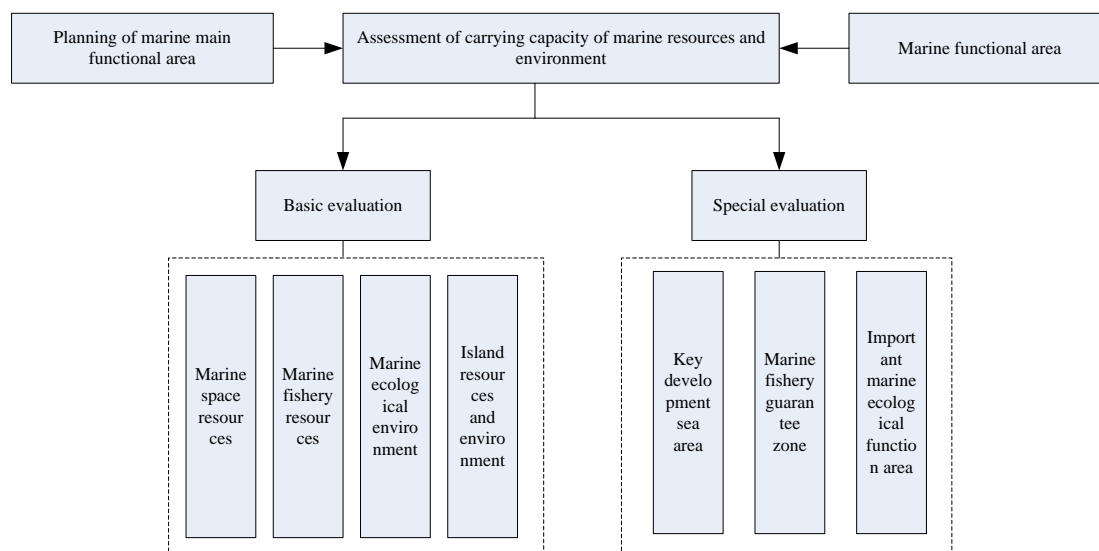 Planning of marine main
functional area
Assessment of carrying capacity of marine resources and
environment
Marine functional area
Basic evaluation
Special evaluation
Marine
space
resour
ces
Marine
fishery
resour
ces
Marine
ecolog
ical
enviro
nment
Island
resour
ces
and
enviro
nment
Key
develo
pment
sea
area
Marine
fishery
guaran
tee
zone
Import
ant
marine
ecolog
ical
functio
n area